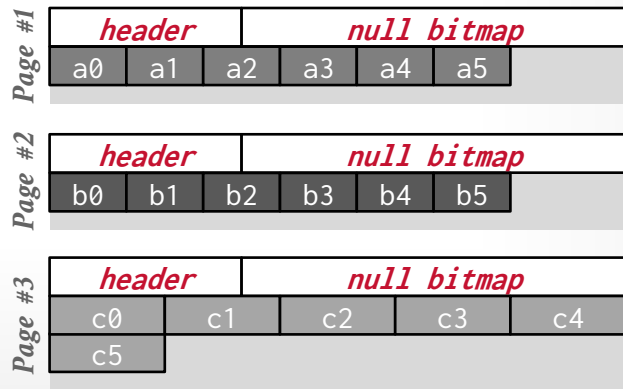 Page #1
header null bitmap
a0 a1 a2 a3 a4 a5
Page #2
header null bitmap
b0 b1 b2 b3 b4 b5
Page #3
header null bitmap
c0 c1 c2 c3 c4
c5